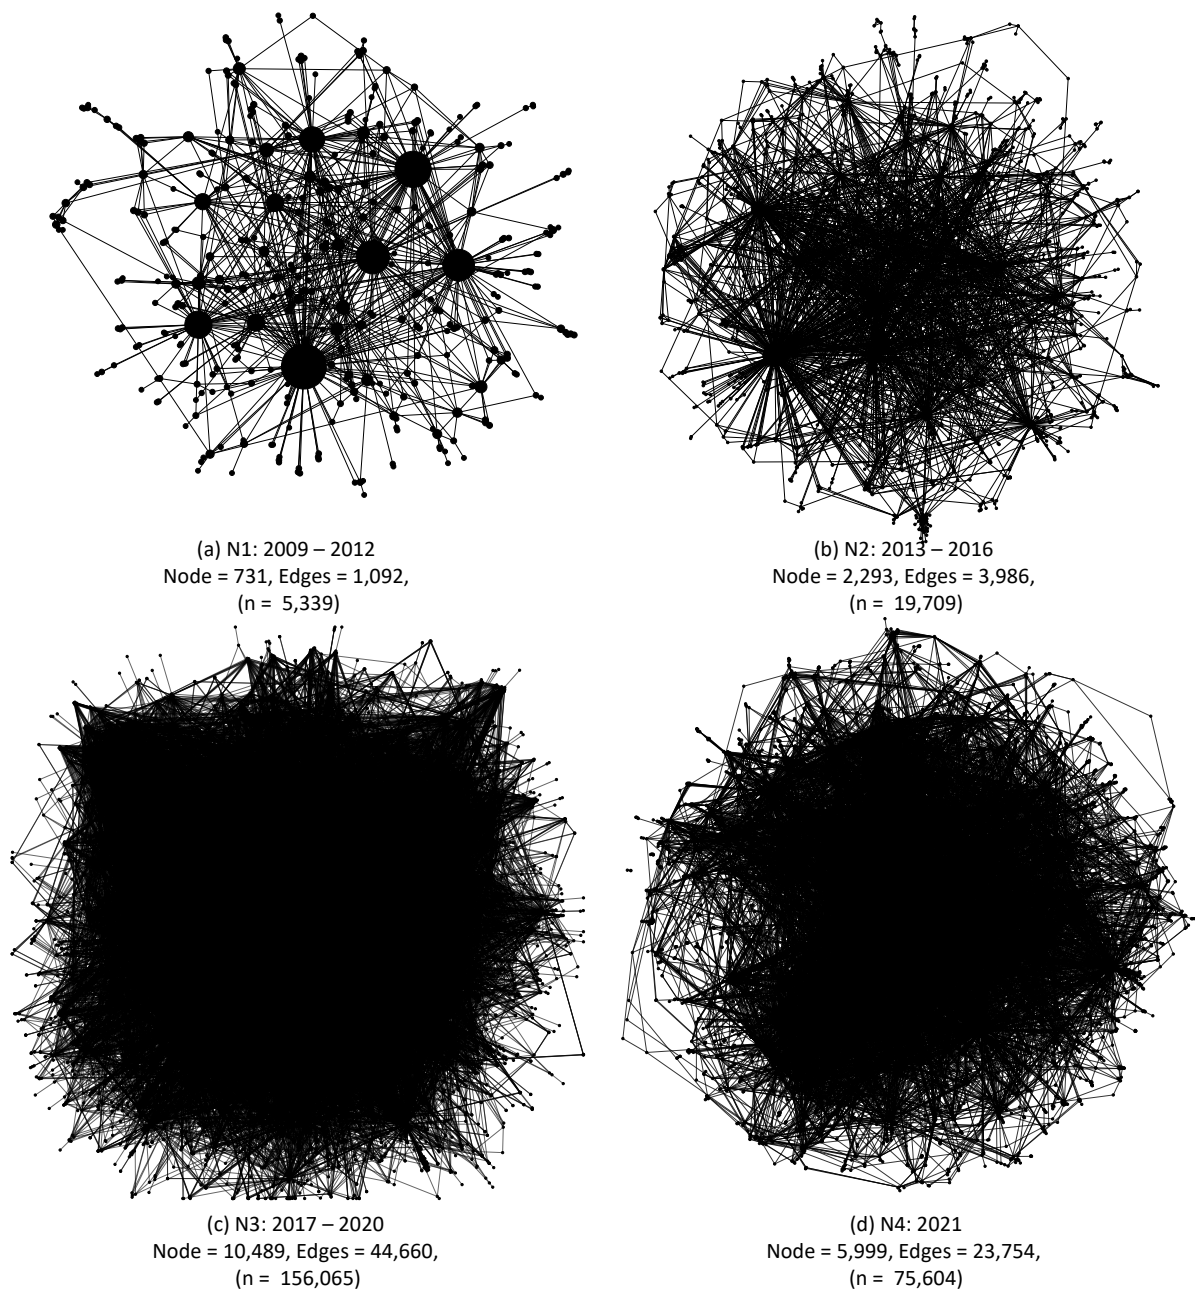 (a) N1: 2009 – 2012
Node = 731, Edges = 1,092,
(n =  5,339)
(b) N2: 2013 – 2016
Node = 2,293, Edges = 3,986,
(n =  19,709)
(c) N3: 2017 – 2020
Node = 10,489, Edges = 44,660,
(n =  156,065)
(d) N4: 2021
Node = 5,999, Edges = 23,754,
(n =  75,604)